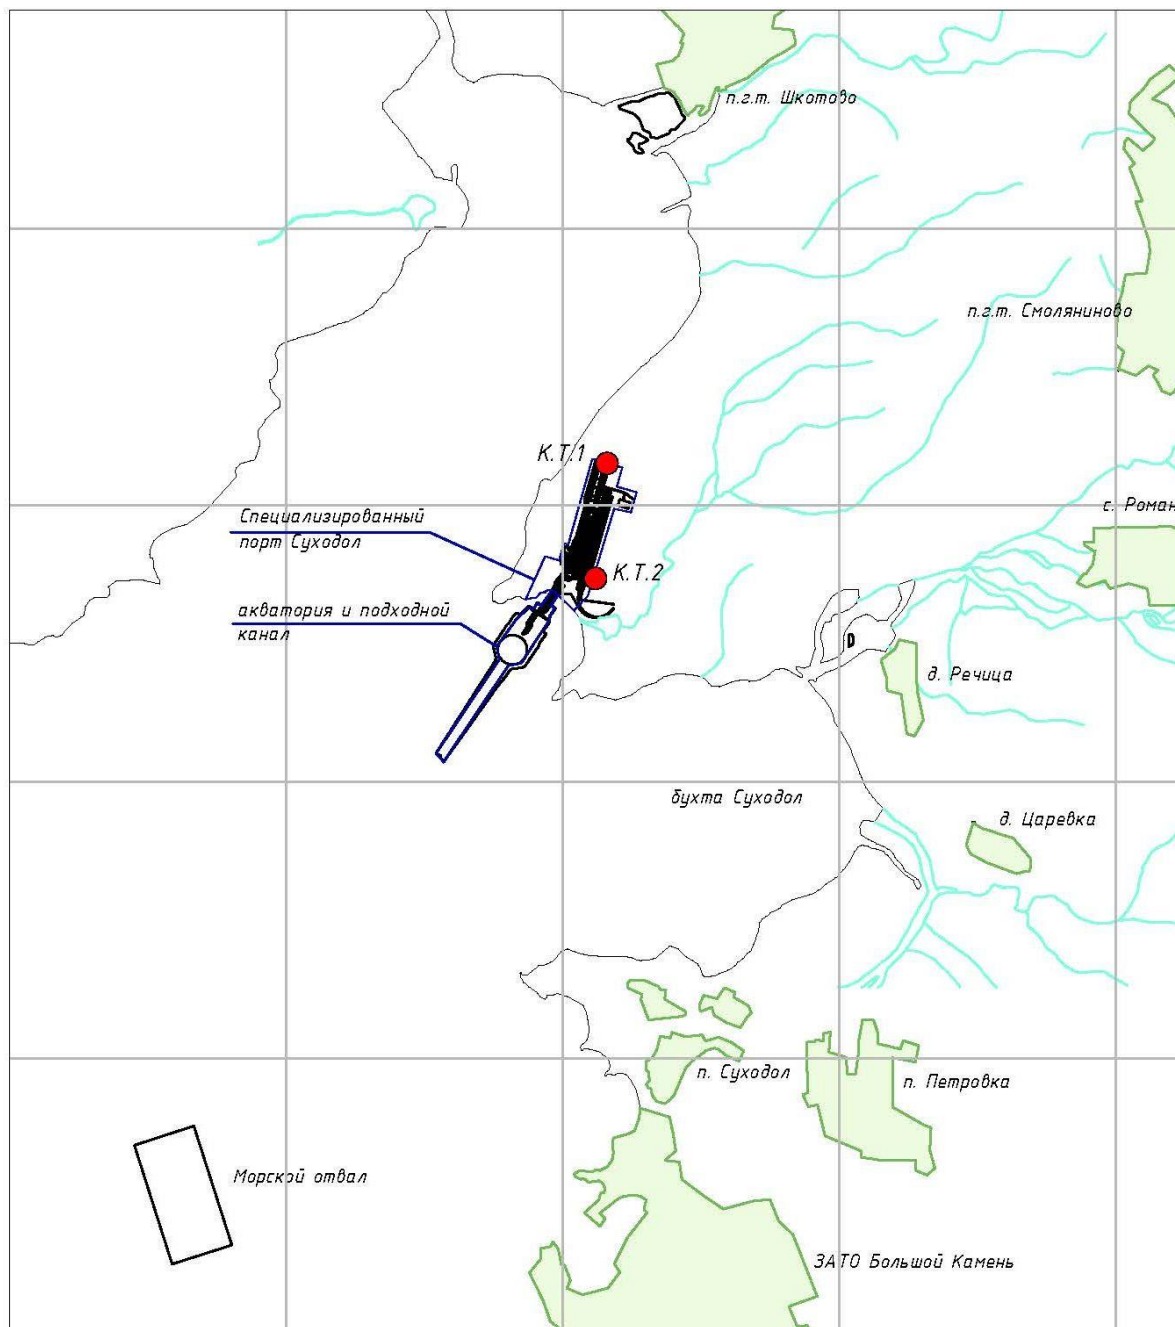 п.г.т. Шкотово
п.г.т. Смоляниново
К.Т.1
с. Роман
Специализированный
порт Суходол
К.Т.2
акватория и подходной
канал
D
д. Речица
бухта Суходол
д. Царевка
п. Суходол
п. Петровка
Морской отвал
ЗАТО Большой Камень